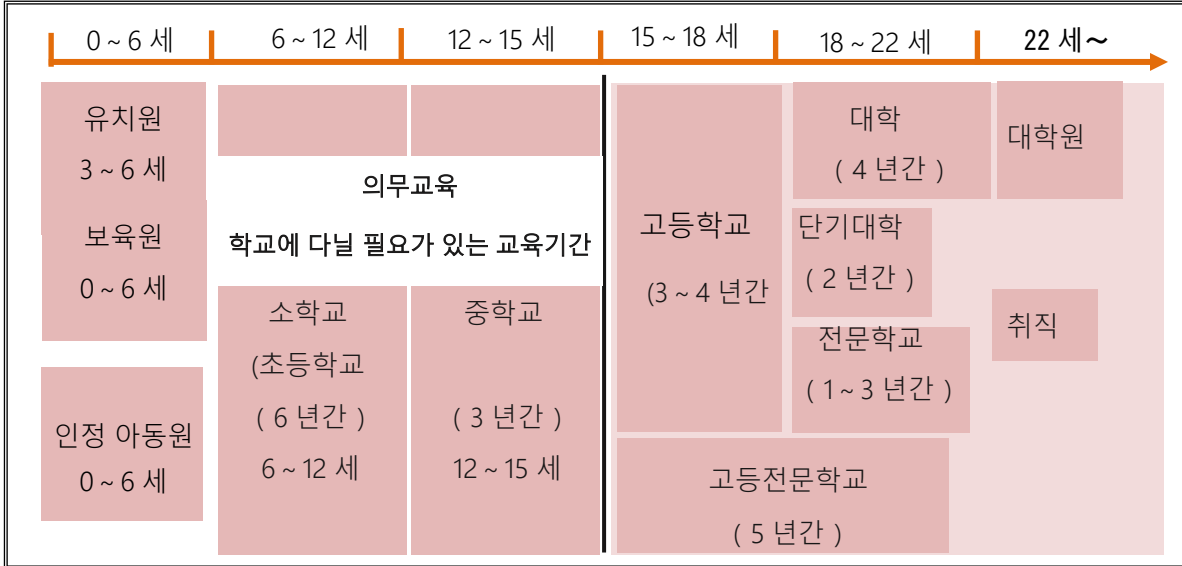 0 ~ 6 세
6 ~ 12 세
12 ~ 15 세
15 ~ 18 세
18 ~ 22 세
22 세~
유치원
3 ~ 6 세
보육원
0 ~ 6 세
인정 아동원
0 ~ 6 세
의무교육
학교에 다닐 필요가 있는 교육기간
소학교
(초등학교
( 6 년간 )
6 ~ 12 세
중학교
( 3 년간 )
12 ~ 15 세
고등학교
(3 ~ 4 년간
대학
( 4 년간 )
단기대학
( 2 년간 )
전문학교
( 1 ~ 3 년간 )
고등전문학교
( 5 년간 )
대학원
취직